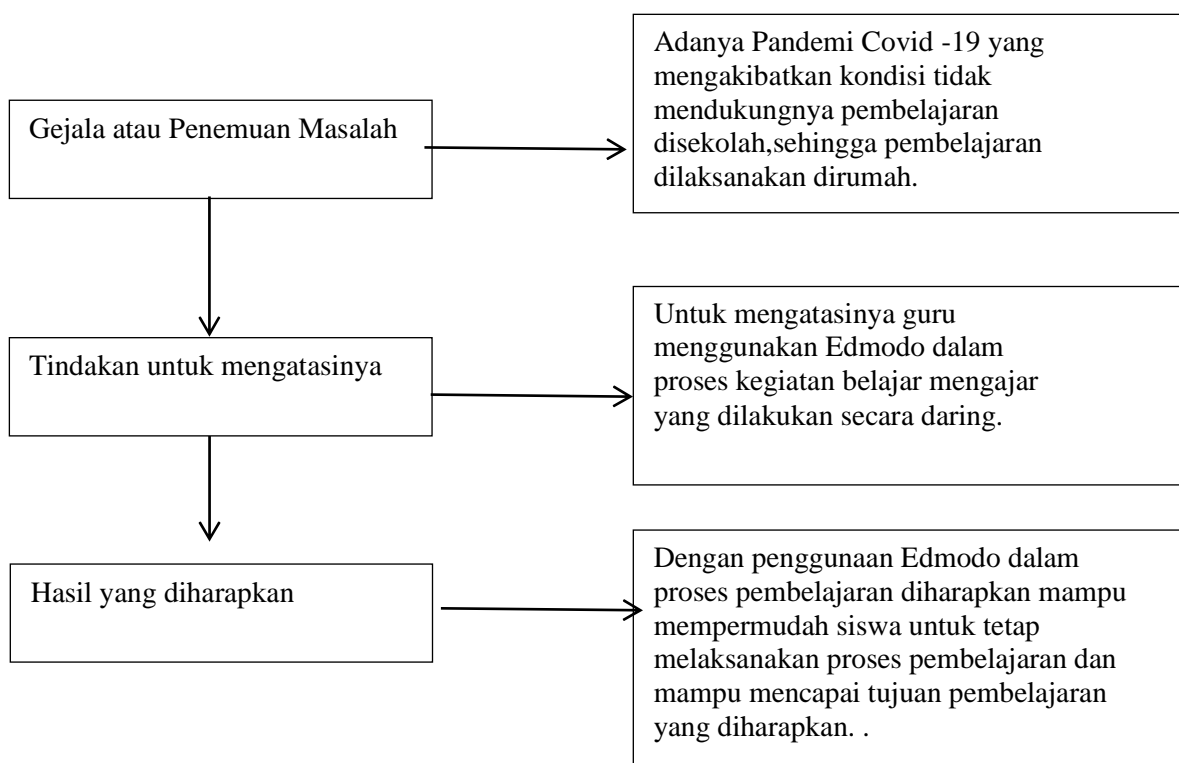 Gejala atau Penemuan Masalah
Adanya Pandemi Covid -19 yang
mengakibatkan kondisi tidak
mendukungnya pembelajaran
disekolah,sehingga pembelajaran
dilaksanakan dirumah.
Tindakan untuk mengatasinya
Untuk mengatasinya guru
menggunakan Edmodo dalam
proses kegiatan belajar mengajar
yang dilakukan secara daring.
Hasil yang diharapkan
Dengan penggunaan Edmodo dalam
proses pembelajaran diharapkan mampu
mempermudah siswa untuk tetap
melaksanakan proses pembelajaran dan
mampu mencapai tujuan pembelajaran
yang diharapkan. .